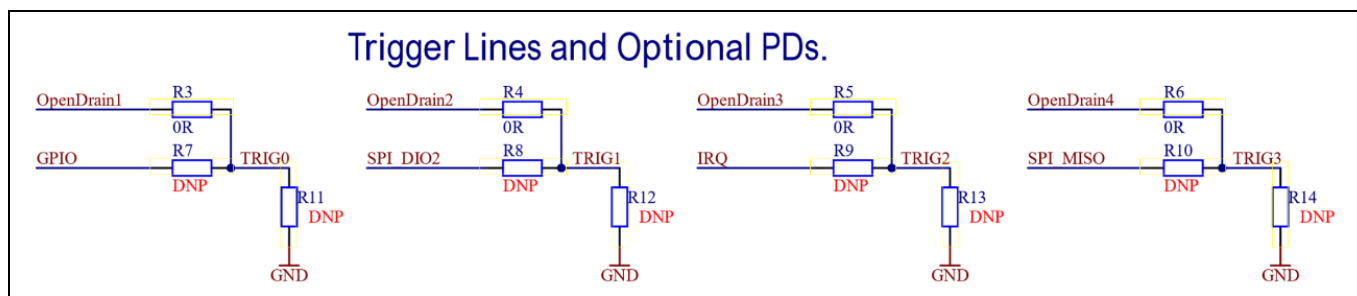 Trigger Lines and Optional PDs.
R3 R4 R5 R6
OpenDrain1 OpenDrain2 OpenDrain3 OpenDrain4
0R 0R 0R 0R
R7 R8 R9 R10
GPIO TRIG0 SPI_DIO2 TRIG1 IRQ TRIG2 SPI_MISO TRIG3
DNP DNP DNP DNP
R11 R12 R13 R14
DNP DNP DNP DNP
GND GND GND GND